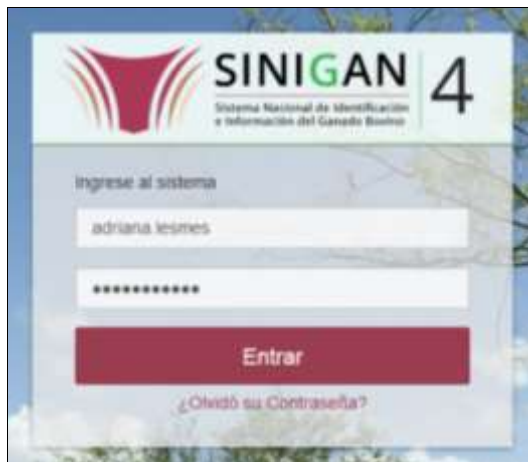 SINIGAN 4
Sistema Nacional de Identificación
e Información del Ganado Bovino
Ingrese al sistema
adriana.lesmes
•••••••••••
Entrar
¿Olvidó su Contraseña?